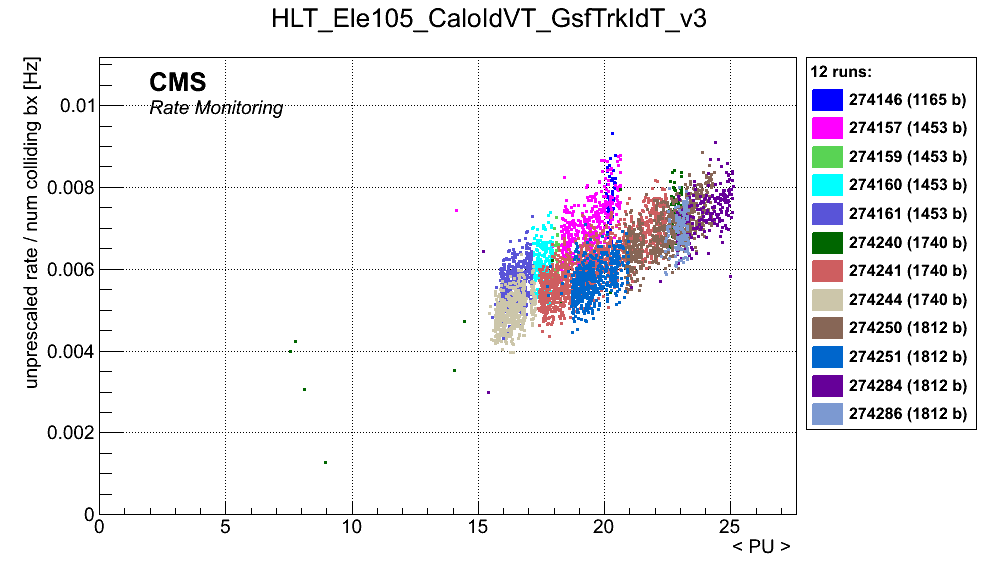 HLT_Ele105_CaloIdVT_GsfTrkIdT_v3
unprescaled rate / num colliding bx [Hz]
CMS
Rate Monitoring
0.01
0.008
0.006
0.004
0.002
0
0
5
10
15
20
25
< PU >
12 runs:
274146 (1165 b)
274157 (1453 b)
274159 (1453 b)
274160 (1453 b)
274161 (1453 b)
274240 (1740 b)
274241 (1740 b)
274244 (1740 b)
274250 (1812 b)
274251 (1812 b)
274284 (1812 b)
274286 (1812 b)